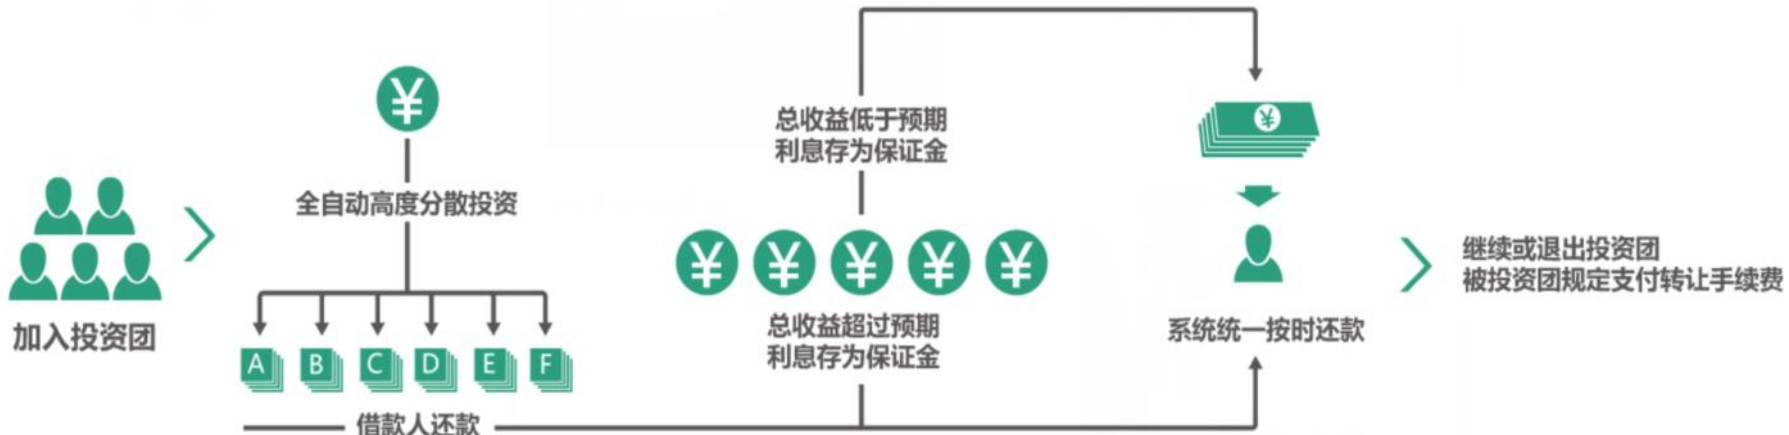 加入投资团
¥
全自动高度分散投资
A B C D E F
借款人还款
总收益低于预期
利息存为保证金
¥ ¥ ¥ ¥ ¥
总收益超过预期
利息存为保证金
¥
系统统一按时还款
继续或退出投资团
被投资团规定支付转让手续费